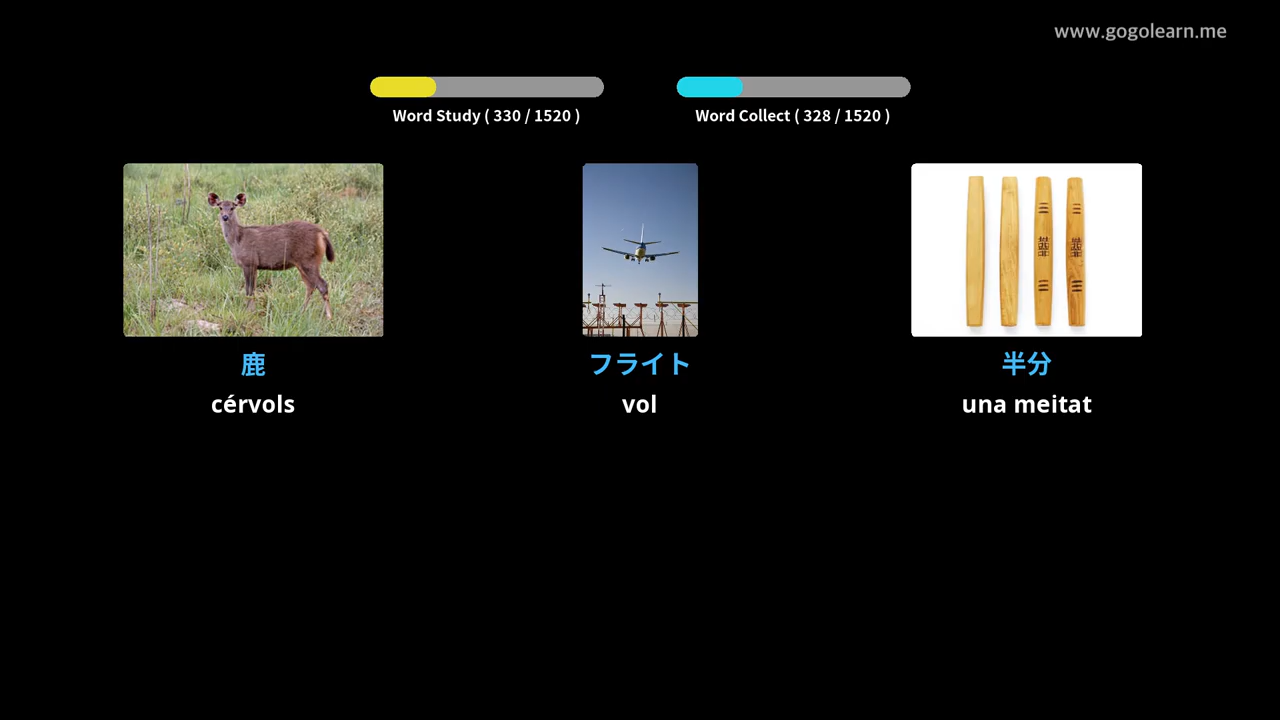 www.gogolearn.me
Word Study ( 330 / 1520 )
Word Collect ( 328 / 1520 )
鹿
フライト
半分
cérvols
vol
una meitat